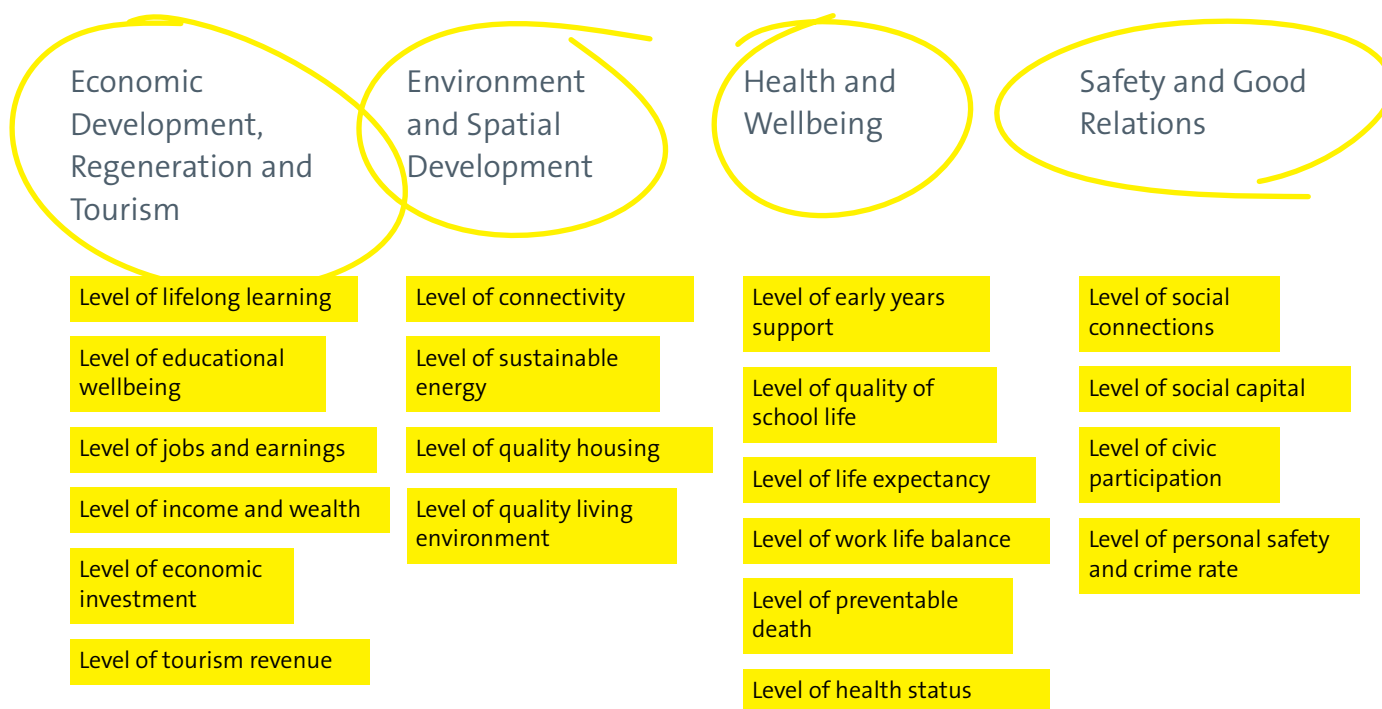 Economic
Development,
Regeneration and
Tourism
Level of lifelong learning
Level of educational
wellbeing
Level of jobs and earnings
Level of income and wealth
Level of economic
investment
Level of tourism revenue
Environment
and Spatial
Development
Level of connectivity
Level of sustainable
energy
Level of quality housing
Level of quality living
environment
Health and
Wellbeing
Level of early years
support
Level of quality of
school life
Level of life expectancy
Level of work life balance
Level of preventable
death
Level of health status
Safety and Good
Relations
Level of social
connections
Level of social capital
Level of civic
participation
Level of personal safety
and crime rate